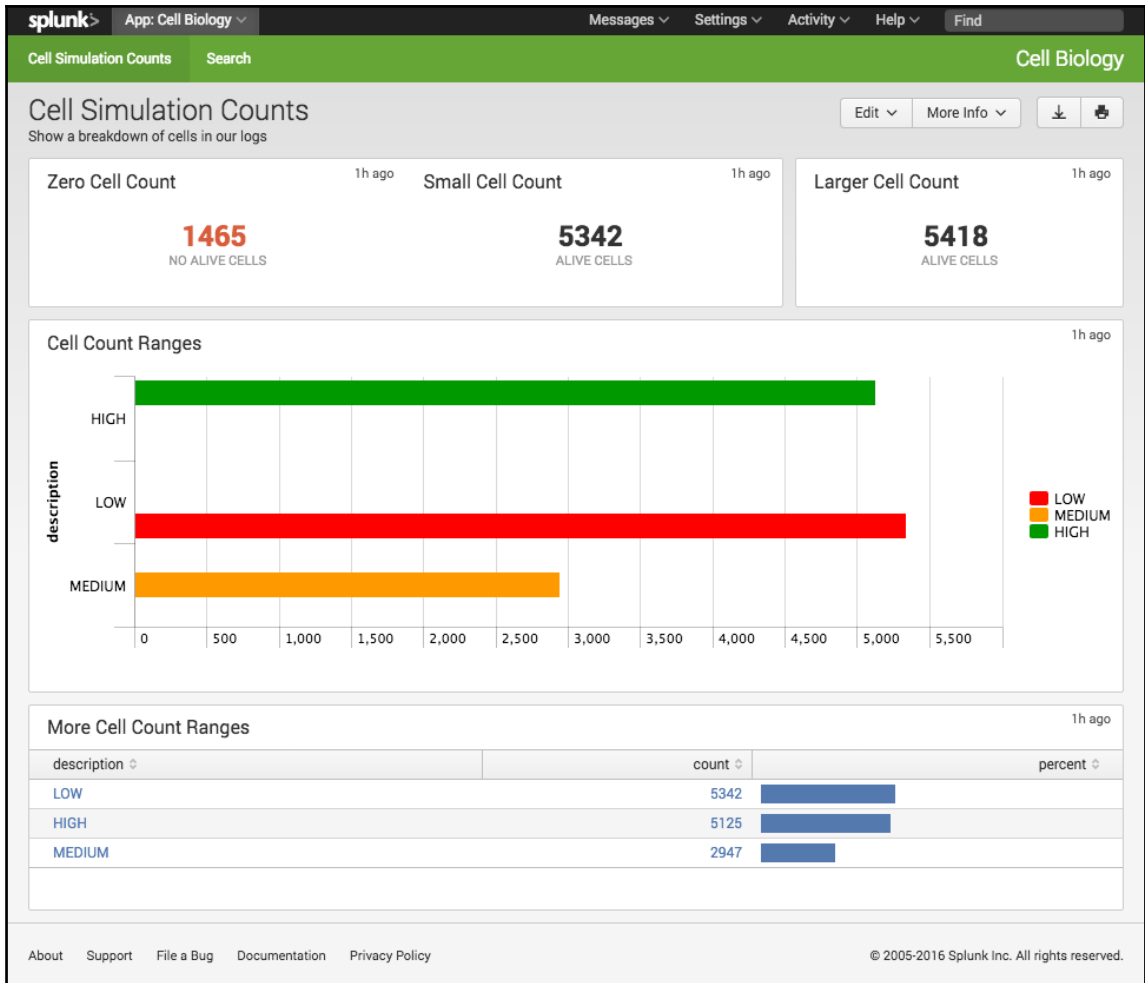 splunk> App: Cell Biology Messages Settings Activity Help Find
Cell Simulation Counts Search Cell Biology
Cell Simulation Counts
Show a breakdown of cells in our logs
Edit More Info
Zero Cell Count 1h ago
1465
NO ALIVE CELLS
Small Cell Count 1h ago
5342
ALIVE CELLS
Larger Cell Count 1h ago
5418
ALIVE CELLS
Cell Count Ranges 1h ago
description
HIGH
LOW
MEDIUM
0 500 1,000 1,500 2,000 2,500 3,000 3,500 4,000 4,500 5,000 5,500
LOW
MEDIUM
HIGH
More Cell Count Ranges 1h ago
description count percent
LOW 5342
HIGH 5125
MEDIUM 2947
About Support File a Bug Documentation Privacy Policy © 2005-2016 Splunk Inc. All rights reserved.